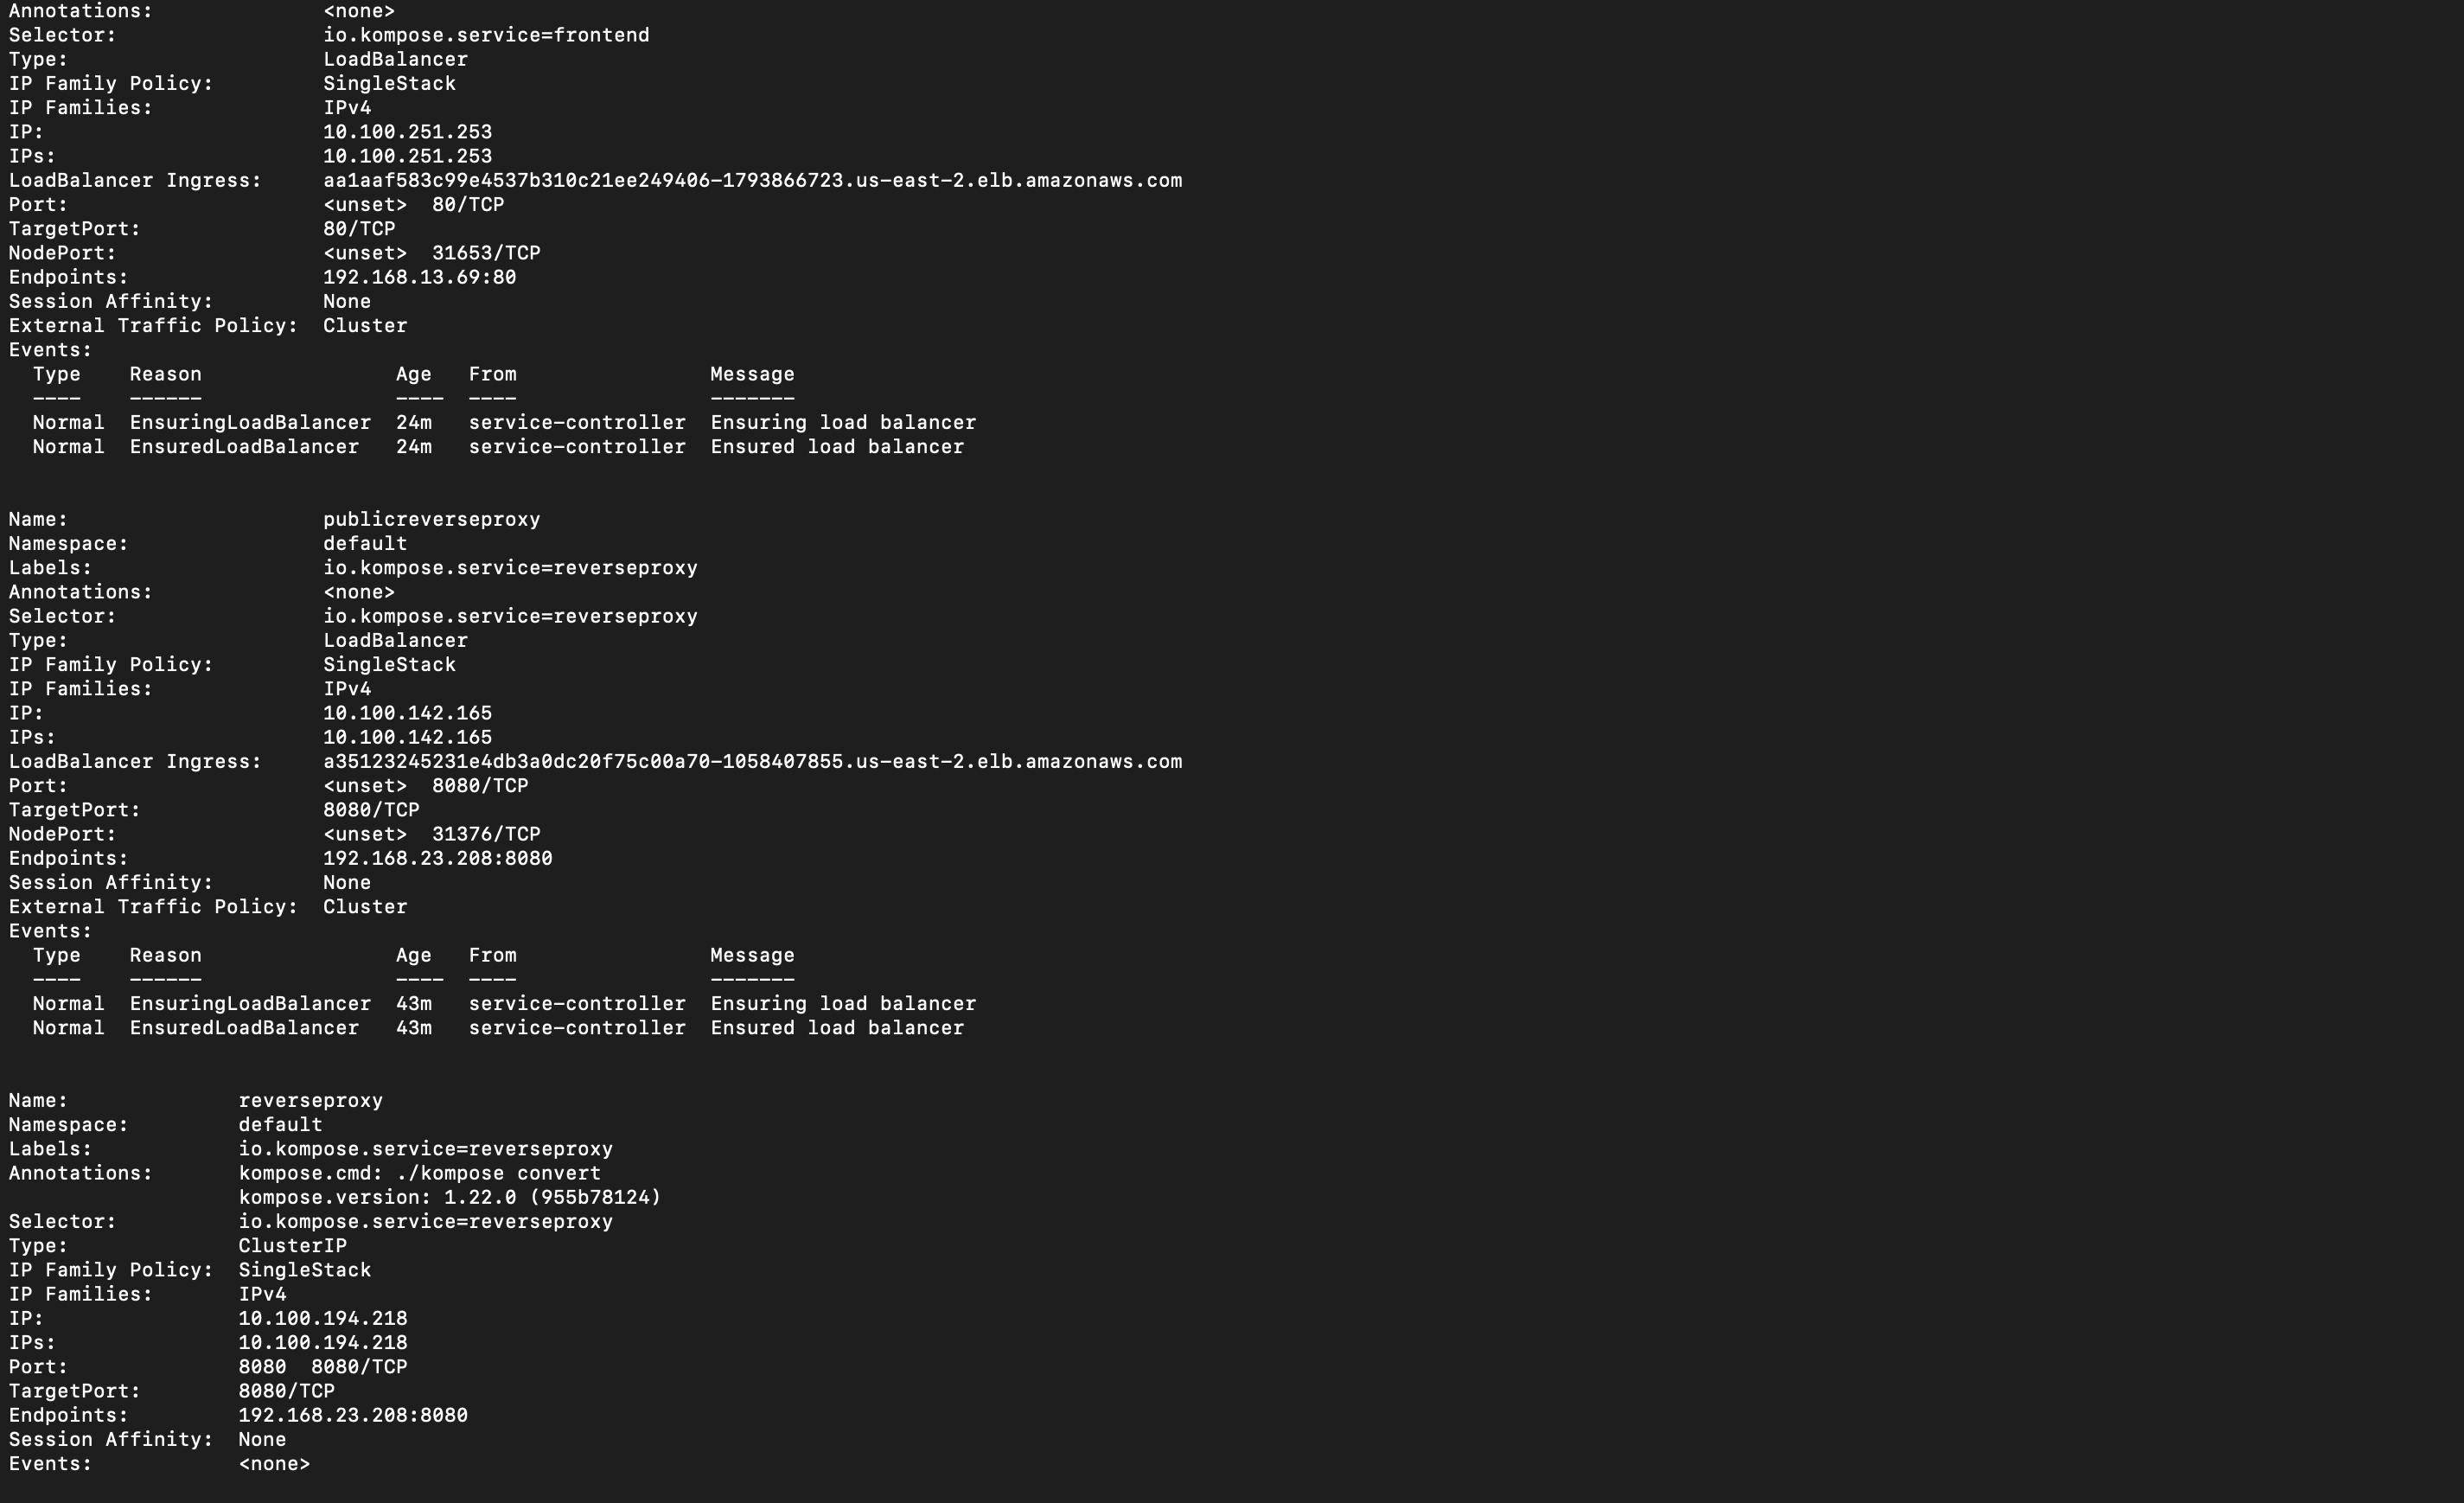 Annotations:              <none>
Selector:                 io.kompose.service=frontend
Type:                     LoadBalancer
IP Family Policy:         SingleStack
IP Families:              IPv4
IP:                       10.100.251.253
IPs:                      10.100.251.253
LoadBalancer Ingress:     aa1aaf583c99e4537b310c21ee249406-1793866723.us-east-2.elb.amazonaws.com
Port:                     <unset>  80/TCP
TargetPort:               80/TCP
NodePort:                 <unset>  31653/TCP
Endpoints:                192.168.13.69:80
Session Affinity:         None
External Traffic Policy:  Cluster
Events:
  Type    Reason                Age   From                Message
  ----    ------                ----  ----                -------
  Normal  EnsuringLoadBalancer  24m   service-controller  Ensuring load balancer
  Normal  EnsuredLoadBalancer   24m   service-controller  Ensured load balancer
Name:                     publicreverseproxy
Namespace:                default
Labels:                   io.kompose.service=reverseproxy
Annotations:              <none>
Selector:                 io.kompose.service=reverseproxy
Type:                     LoadBalancer
IP Family Policy:         SingleStack
IP Families:              IPv4
IP:                       10.100.142.165
IPs:                      10.100.142.165
LoadBalancer Ingress:     a35123245231e4db3a0dc20f75c00a70-1058407855.us-east-2.elb.amazonaws.com
Port:                     <unset>  8080/TCP
TargetPort:               8080/TCP
NodePort:                 <unset>  31376/TCP
Endpoints:                192.168.23.208:8080
Session Affinity:         None
External Traffic Policy:  Cluster
Events:
  Type    Reason                Age   From                Message
  ----    ------                ----  ----                -------
  Normal  EnsuringLoadBalancer  43m   service-controller  Ensuring load balancer
  Normal  EnsuredLoadBalancer   43m   service-controller  Ensured load balancer
Name:              reverseproxy
Namespace:         default
Labels:            io.kompose.service=reverseproxy
Annotations:       kompose.cmd: ./kompose convert
                   kompose.version: 1.22.0 (955b78124)
Selector:          io.kompose.service=reverseproxy
Type:              ClusterIP
IP Family Policy:  SingleStack
IP Families:       IPv4
IP:                10.100.194.218
IPs:               10.100.194.218
Port:              8080  8080/TCP
TargetPort:        8080/TCP
Endpoints:         192.168.23.208:8080
Session Affinity:  None
Events:            <none>